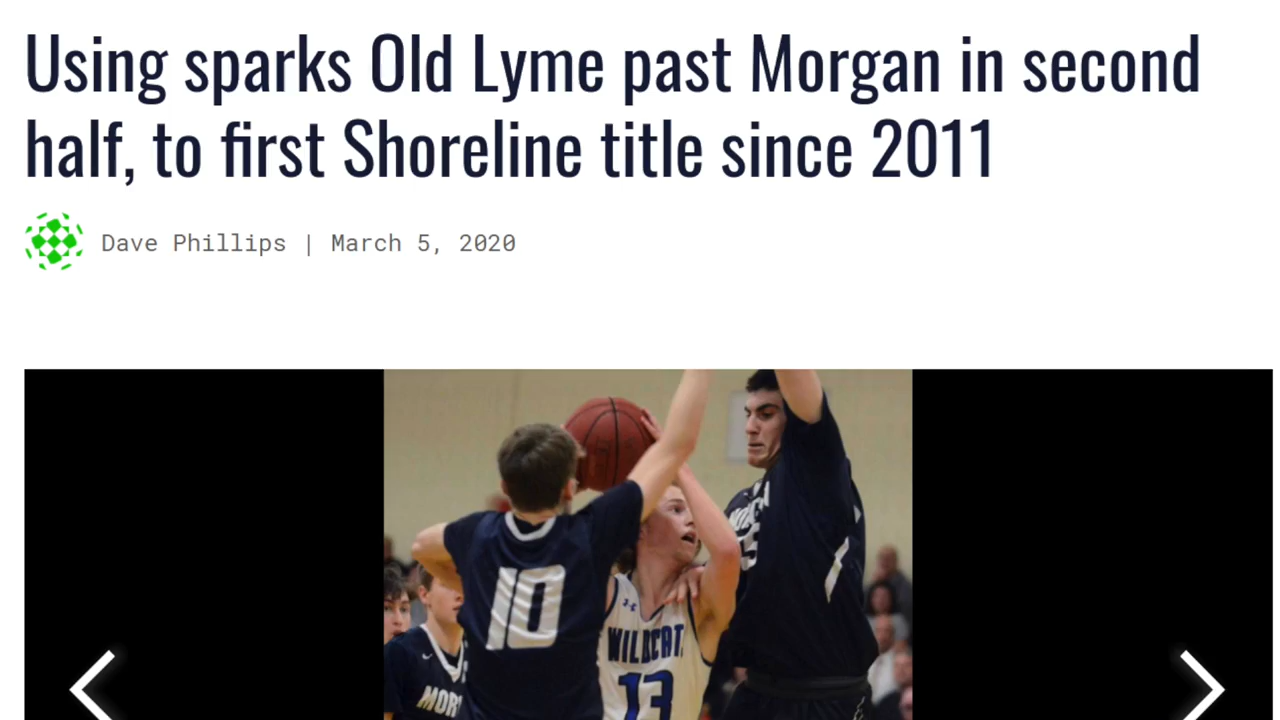 Using sparks Old Lyme past Morgan in second
half, to first Shoreline title since 2011
Dave Phillips | March 5, 2020
10
WILDCAT
13